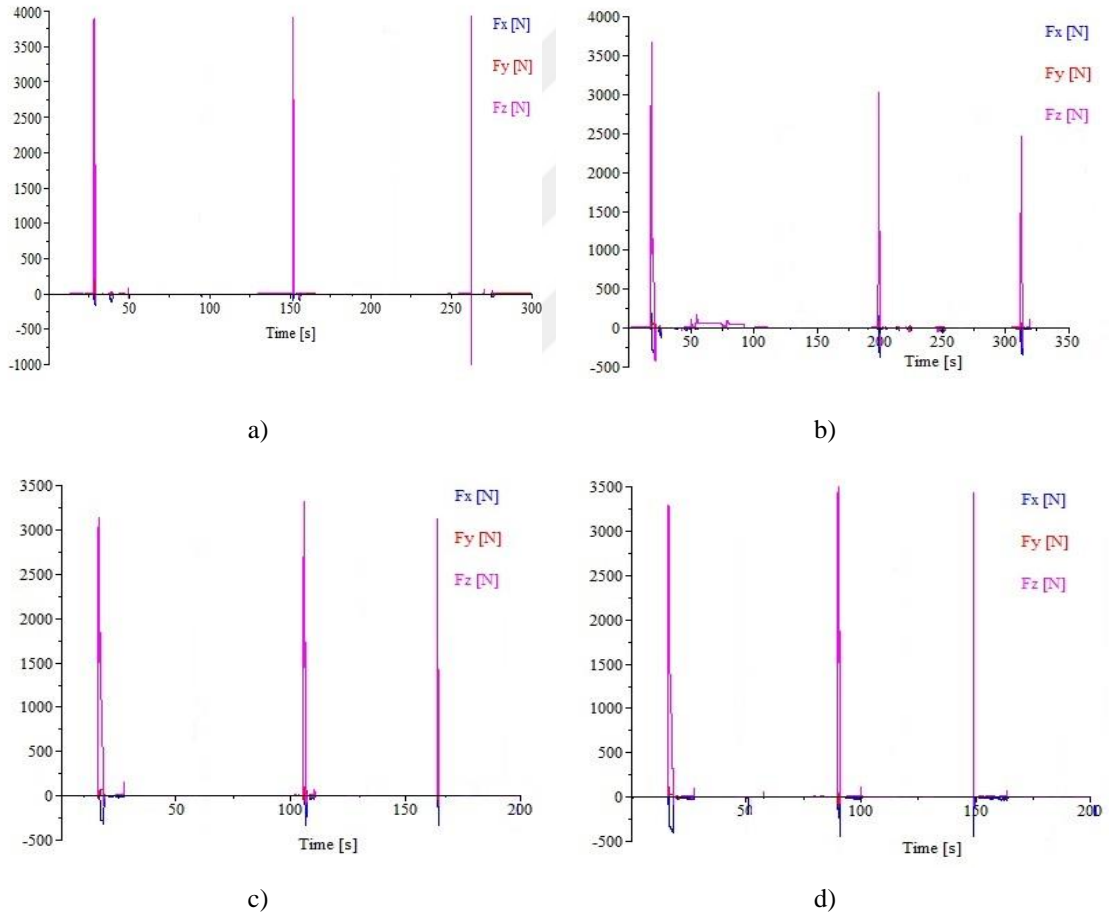 4000
3500
3000
2500
2000
1500
1000
500
0
-500
-1000
50 100 150 200 250 300
Time [s]
Fx [N]
Fy [N]
Fz [N]
a)
4000
3500
3000
2500
2000
1500
1000
500
0
-500
50 100 150 200 250 300 350
Time [s]
Fx [N]
Fy [N]
Fz [N]
b)
3500
3000
2500
2000
1500
1000
500
0
-500
50 100 150 200
Time [s]
Fx [N]
Fy [N]
Fz [N]
c)
3500
3000
2500
2000
1500
1000
500
0
-500
50 100 150 200
Time [s]
Fx [N]
Fy [N]
Fz [N]
d)